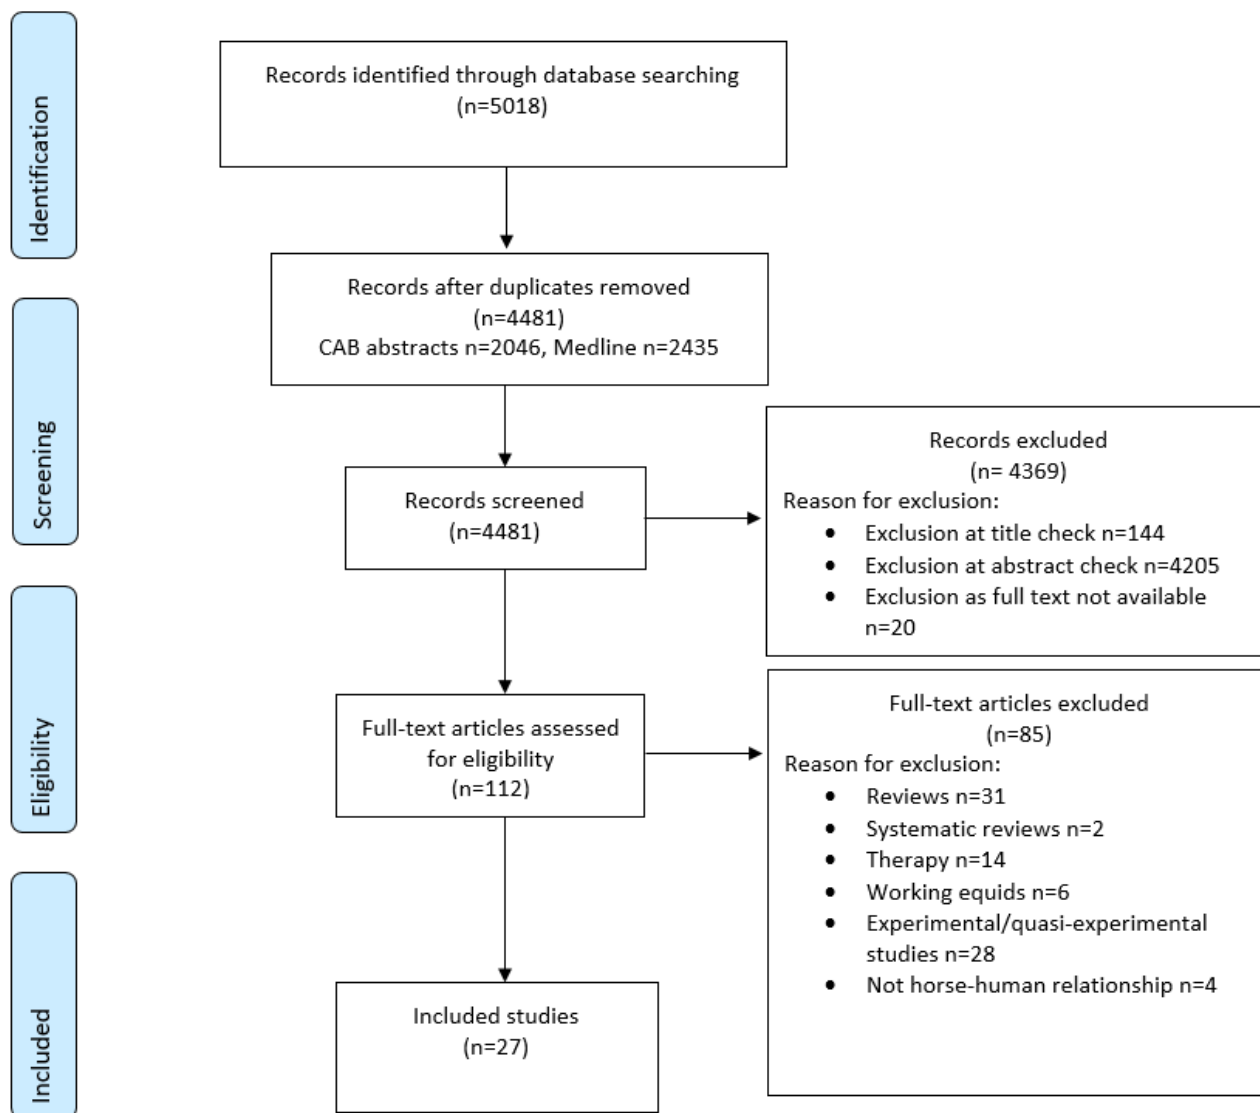 Identification
Records identified through database searching
(n=5018)
Records after duplicates removed
(n=4481)
CAB abstracts n=2046, Medline n=2435
Screening
Records screened
(n=4481)
Records excluded
(n= 4369)
Reason for exclusion:
• Exclusion at title check n=144
• Exclusion at abstract check n=4205
• Exclusion as full text not available
n=20
Eligibility
Full-text articles assessed
for eligibility
(n=112)
Full-text articles excluded
(n=85)
Reason for exclusion:
• Reviews n=31
• Systematic reviews n=2
• Therapy n=14
• Working equids n=6
• Experimental/quasi-experimental
studies n=28
• Not horse-human relationship n=4
Included
Included studies
(n=27)